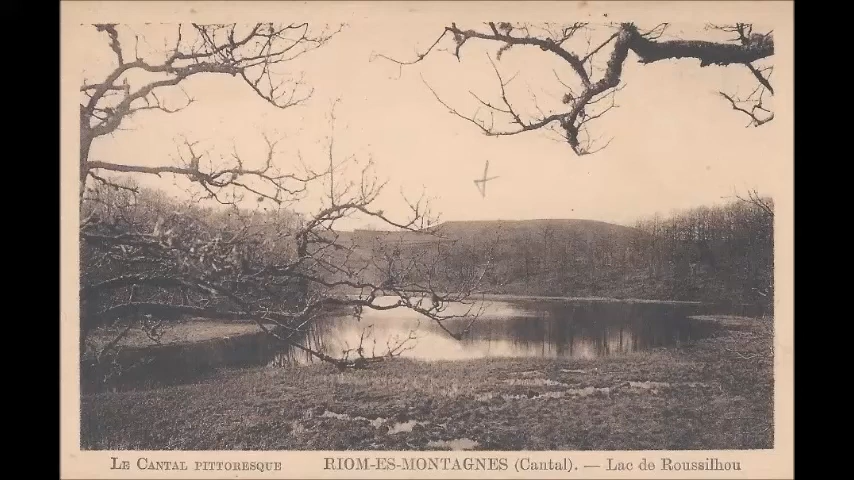 LE CANTAL PITTORESQUE RIOM-ES-MONTAGNES (Cantal). — Lac de Roussilhou